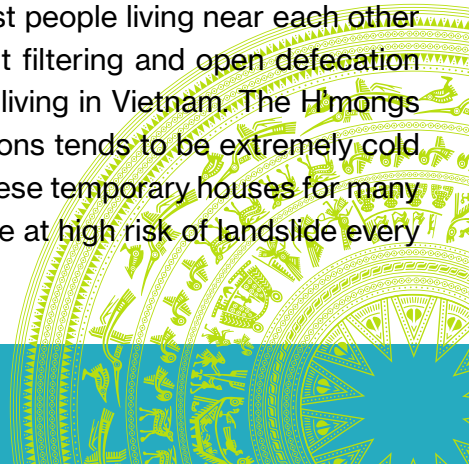 st people living near each other
t filtering and open defecation
living in Vietnam. The H’mongs
ons tends to be extremely cold
ese temporary houses for many
e at high risk of landslide every